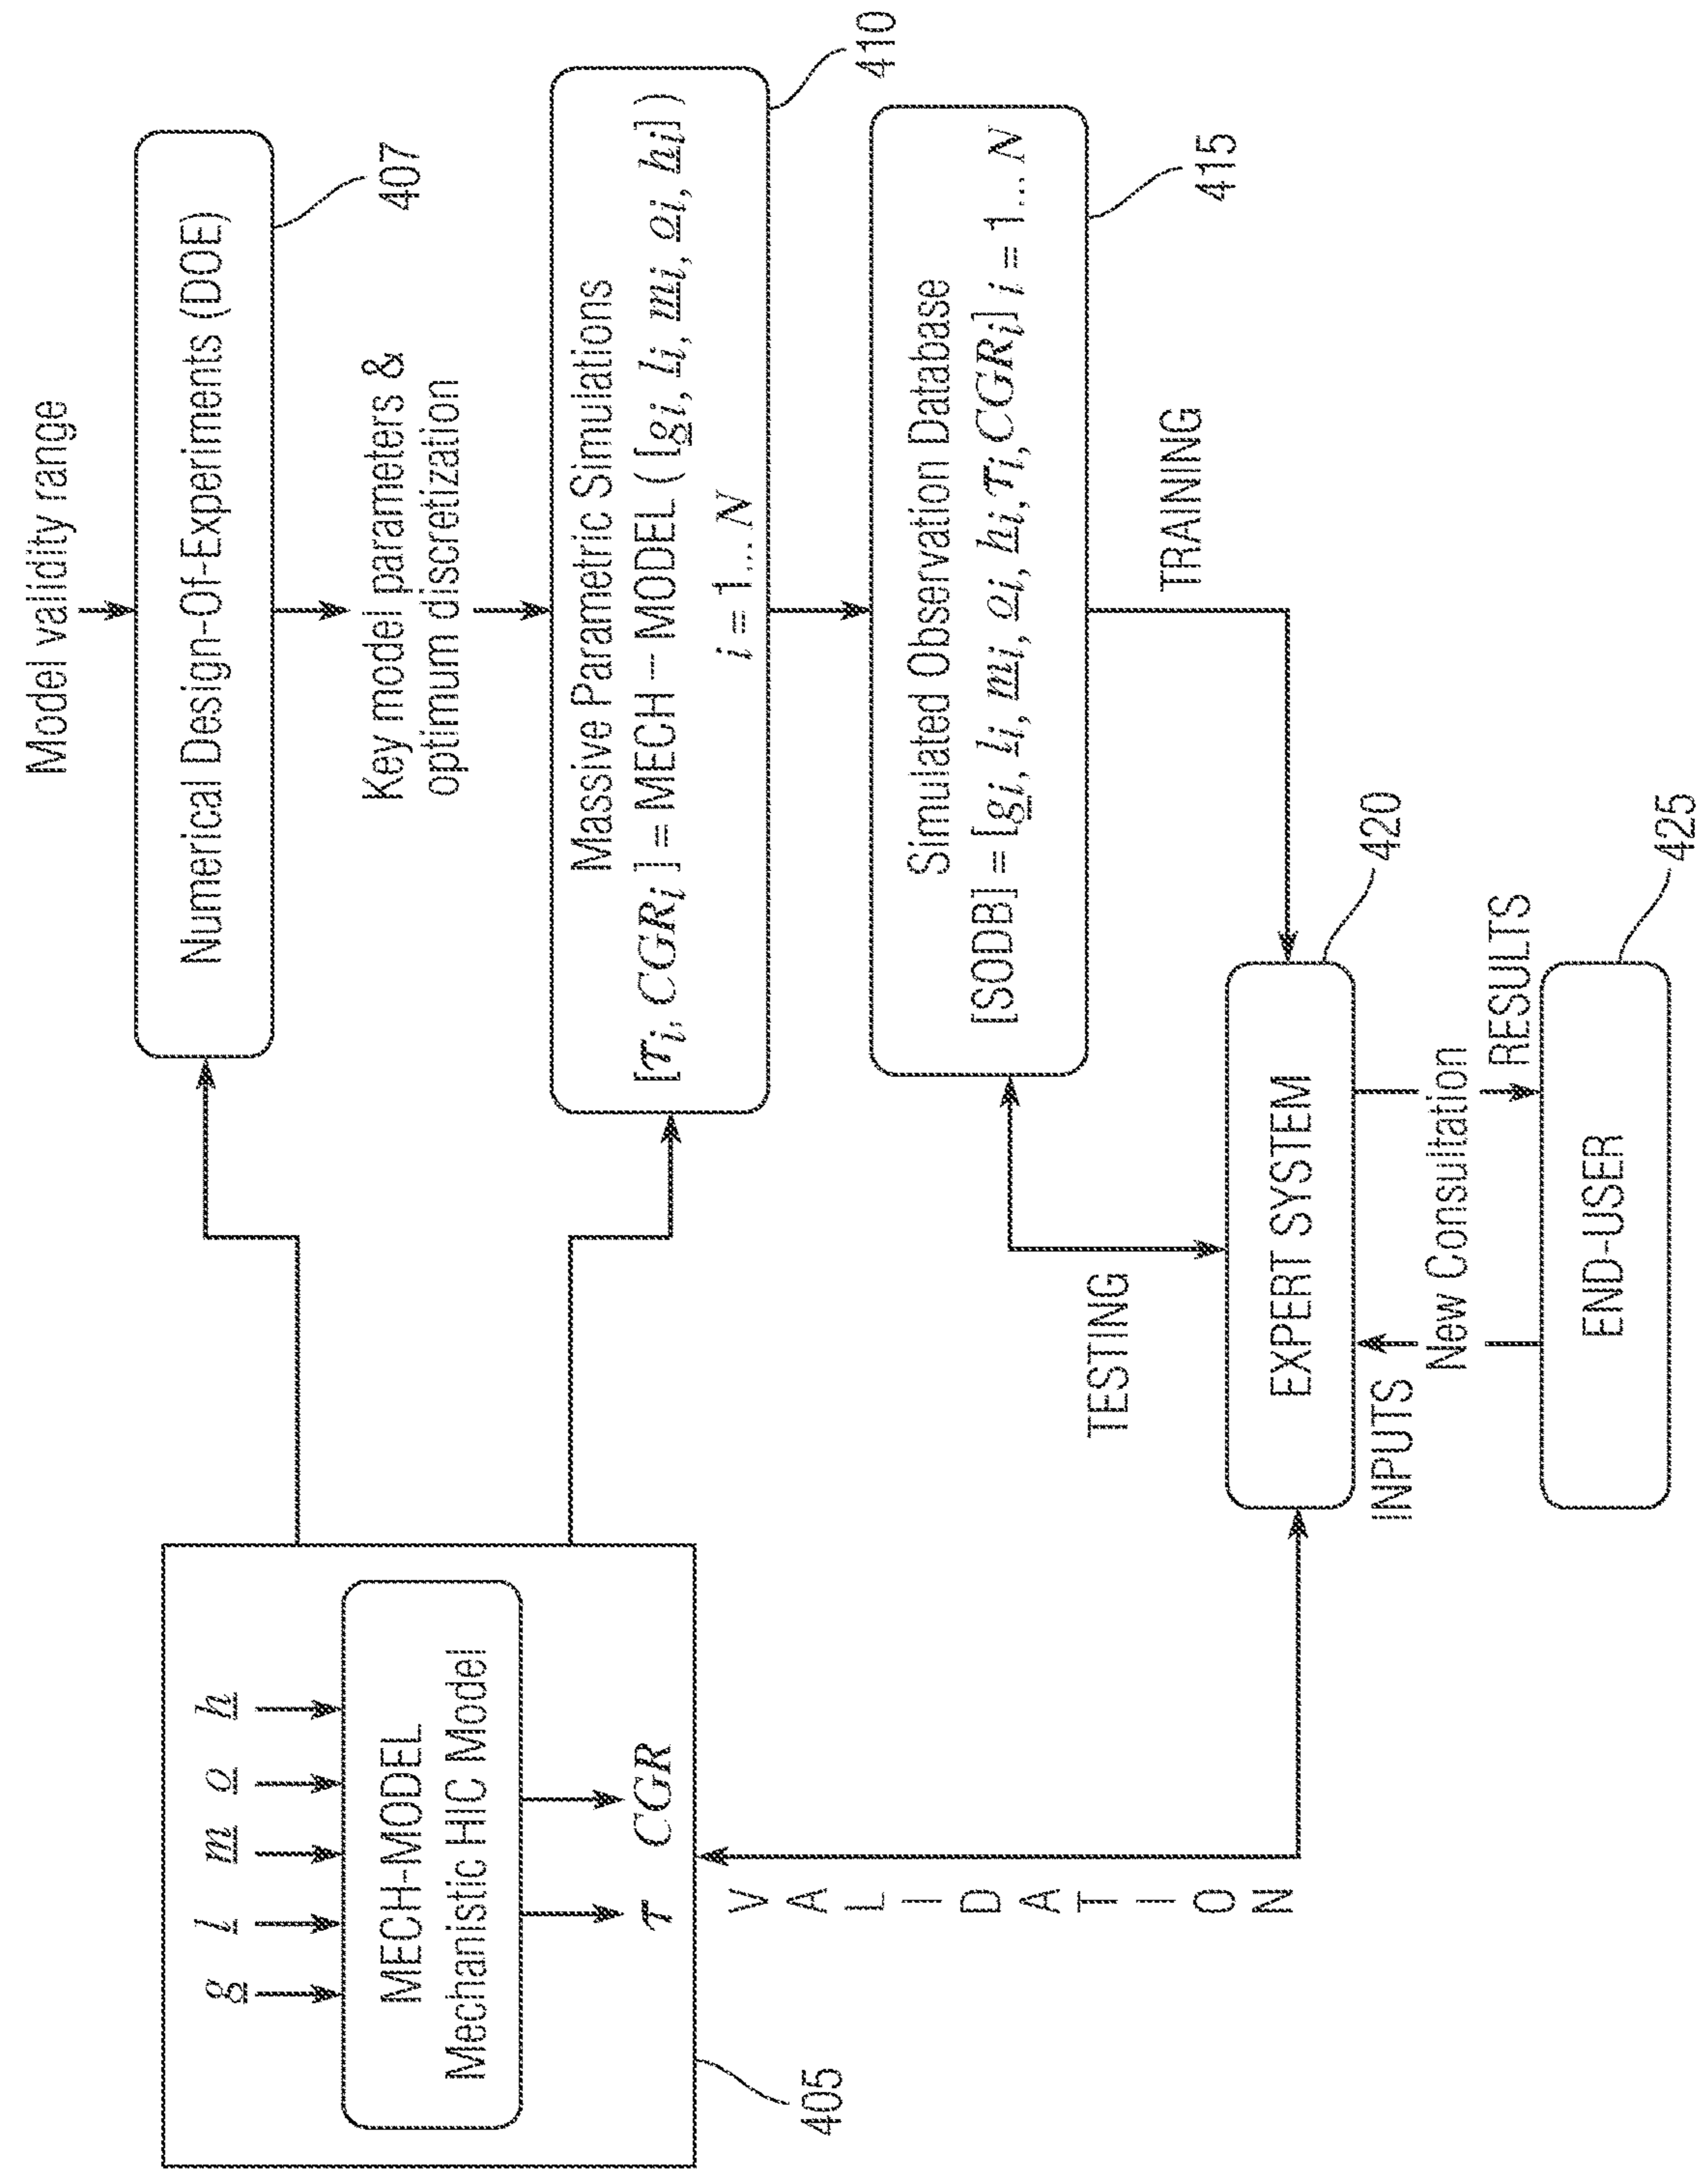 Model validity range
Numerical Design-Of-Experiments (DOE)
407
Key model parameters &
optimum discretization
g l m o h
MECH-MODEL
Mechanistic HIC Model
τ CGR
405
Massive Parametric Simulations
[τi, CGRi] = MECH–MODEL ([gi, li, mi, oi, hi])
i = 1... N
410
Simulated Observation Database
[SODB] = [gi, li, mi, oi, hi, τi, CGRi] i = 1... N
415
VALIDATION
TESTING
TRAINING
EXPERT SYSTEM
420
INPUTS
New Consultation
RESULTS
END-USER
425